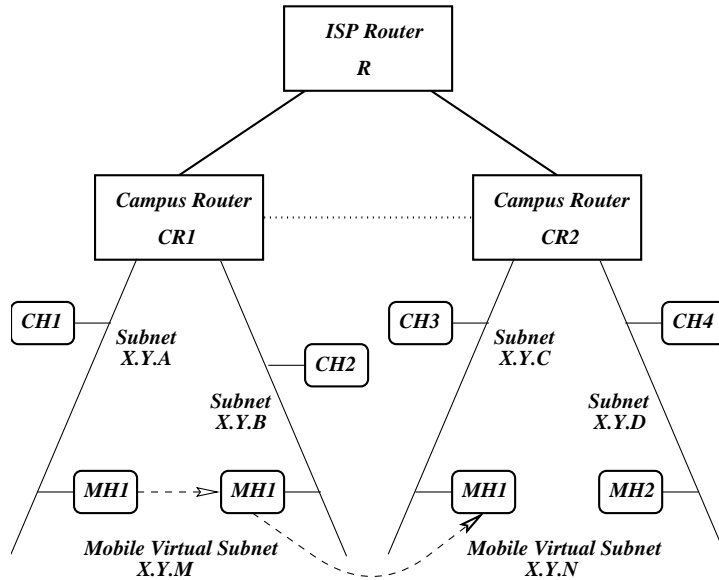 ISP Router
R
Campus Router
CR1
Campus Router
CR2
CH1
Subnet
X.Y.A
CH2
Subnet
X.Y.B
CH3
Subnet
X.Y.C
CH4
Subnet
X.Y.D
MH1
MH1
MH1
MH2
Mobile Virtual Subnet
X.Y.M
Mobile Virtual Subnet
X.Y.N